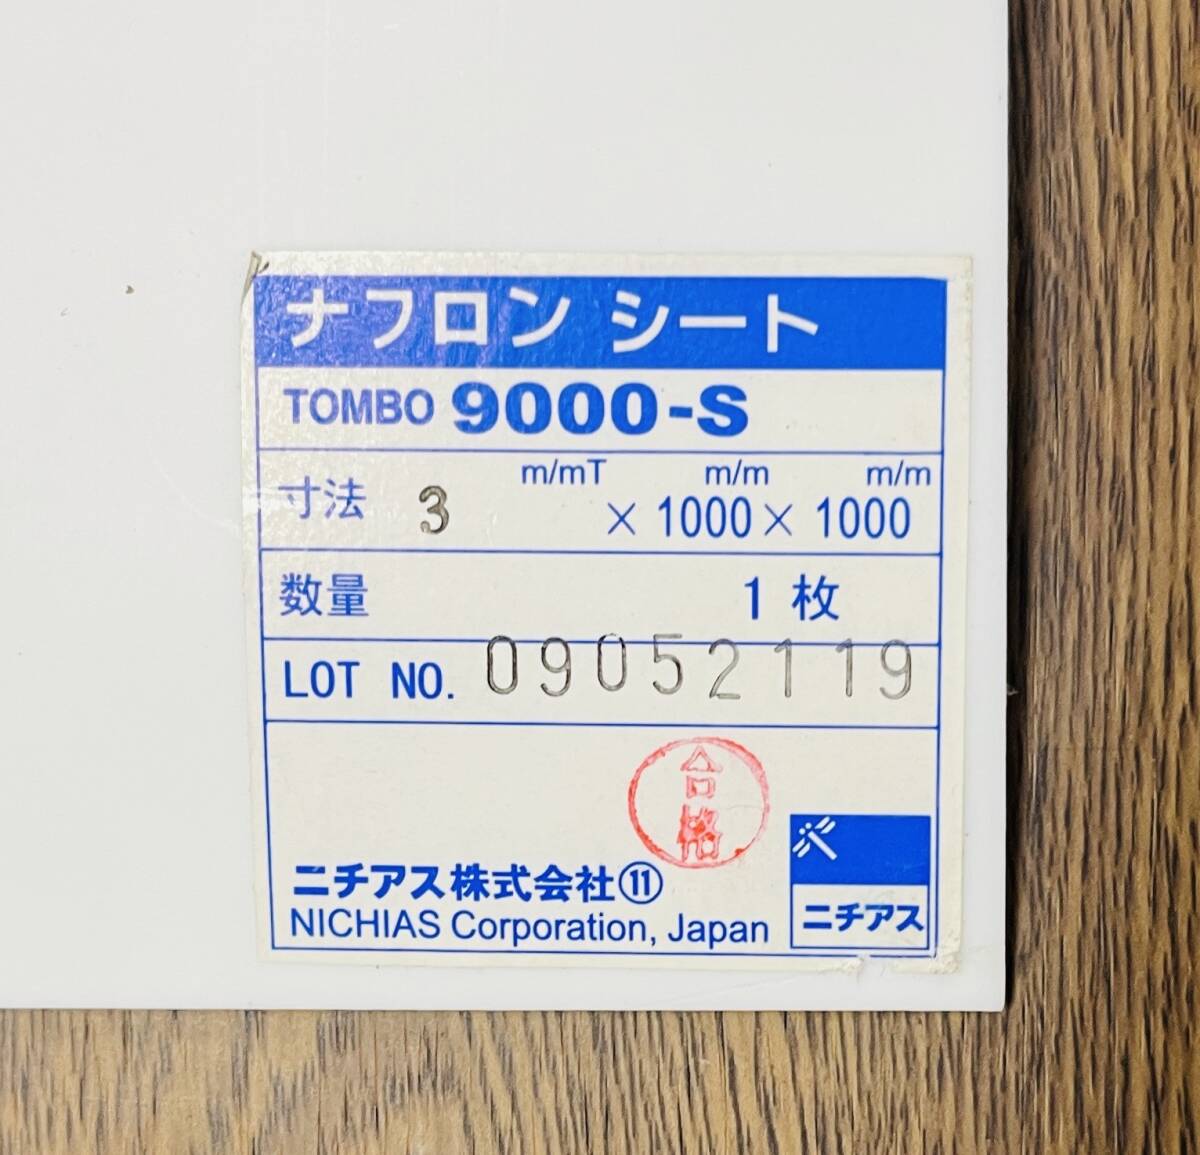 ナフロン シート
TOMBO 9000-S
寸法 3 m/mT × 1000 m/m × 1000 m/m
数量 1 枚
LOT NO. 09052119
合格
ニチアス株式会社⑪
NICHIAS Corporation, Japan
ニチアス